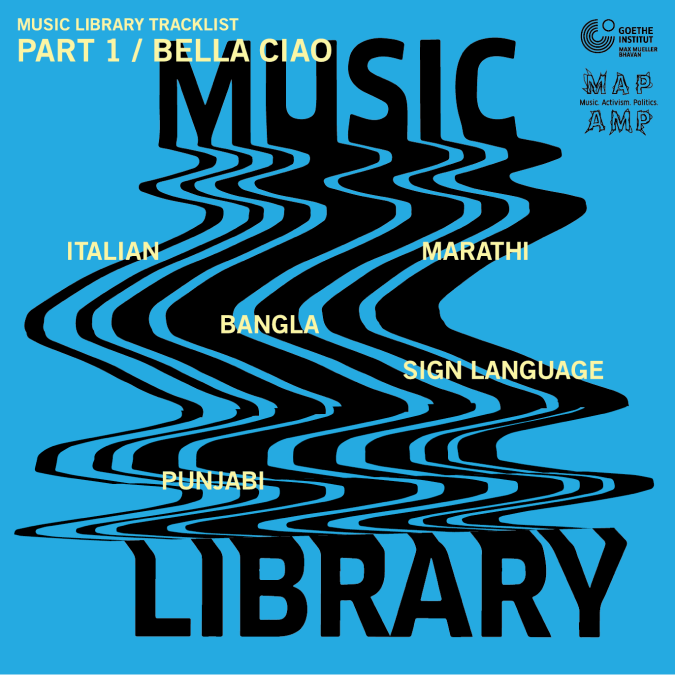 MUSIC LIBRARY TRACKLIST
PART 1 / BELLA CIAO
GOETHE
INSTITUT
MAX MUELLER
BHAVAN
MAP
Music. Activism. Politics.
AMP
MUSIC
ITALIAN
MARATHI
BANGLA
SIGN LANGUAGE
PUNJABI
LIBRARY